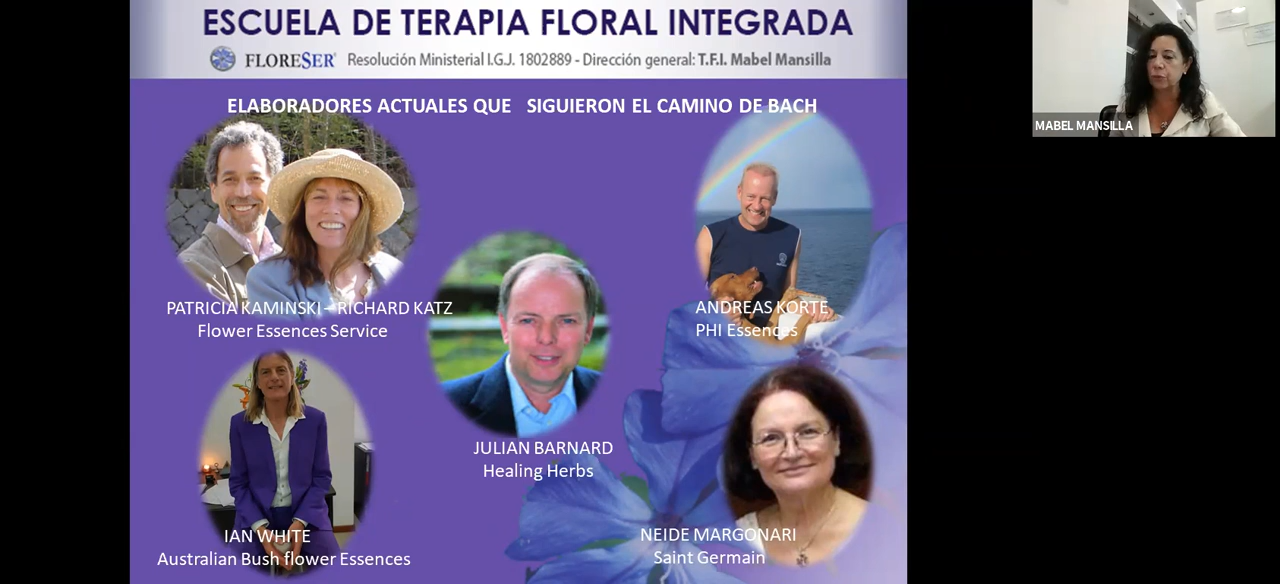 ESCUELA DE TERAPIA FLORAL INTEGRADA
FLORESER® Resolución Ministerial I.G.J. 1802889 - Dirección general: T.F.I. Mabel Mansilla
MABEL MANSILLA
ELABORADORES ACTUALES QUE SIGUIERON EL CAMINO DE BACH
PATRICIA KAMINSKI – RICHARD KATZ
Flower Essences Service
ANDREAS KORTE
PHI Essences
JULIAN BARNARD
Healing Herbs
IAN WHITE
Australian Bush flower Essences
NEIDE MARGONARI
Saint Germain